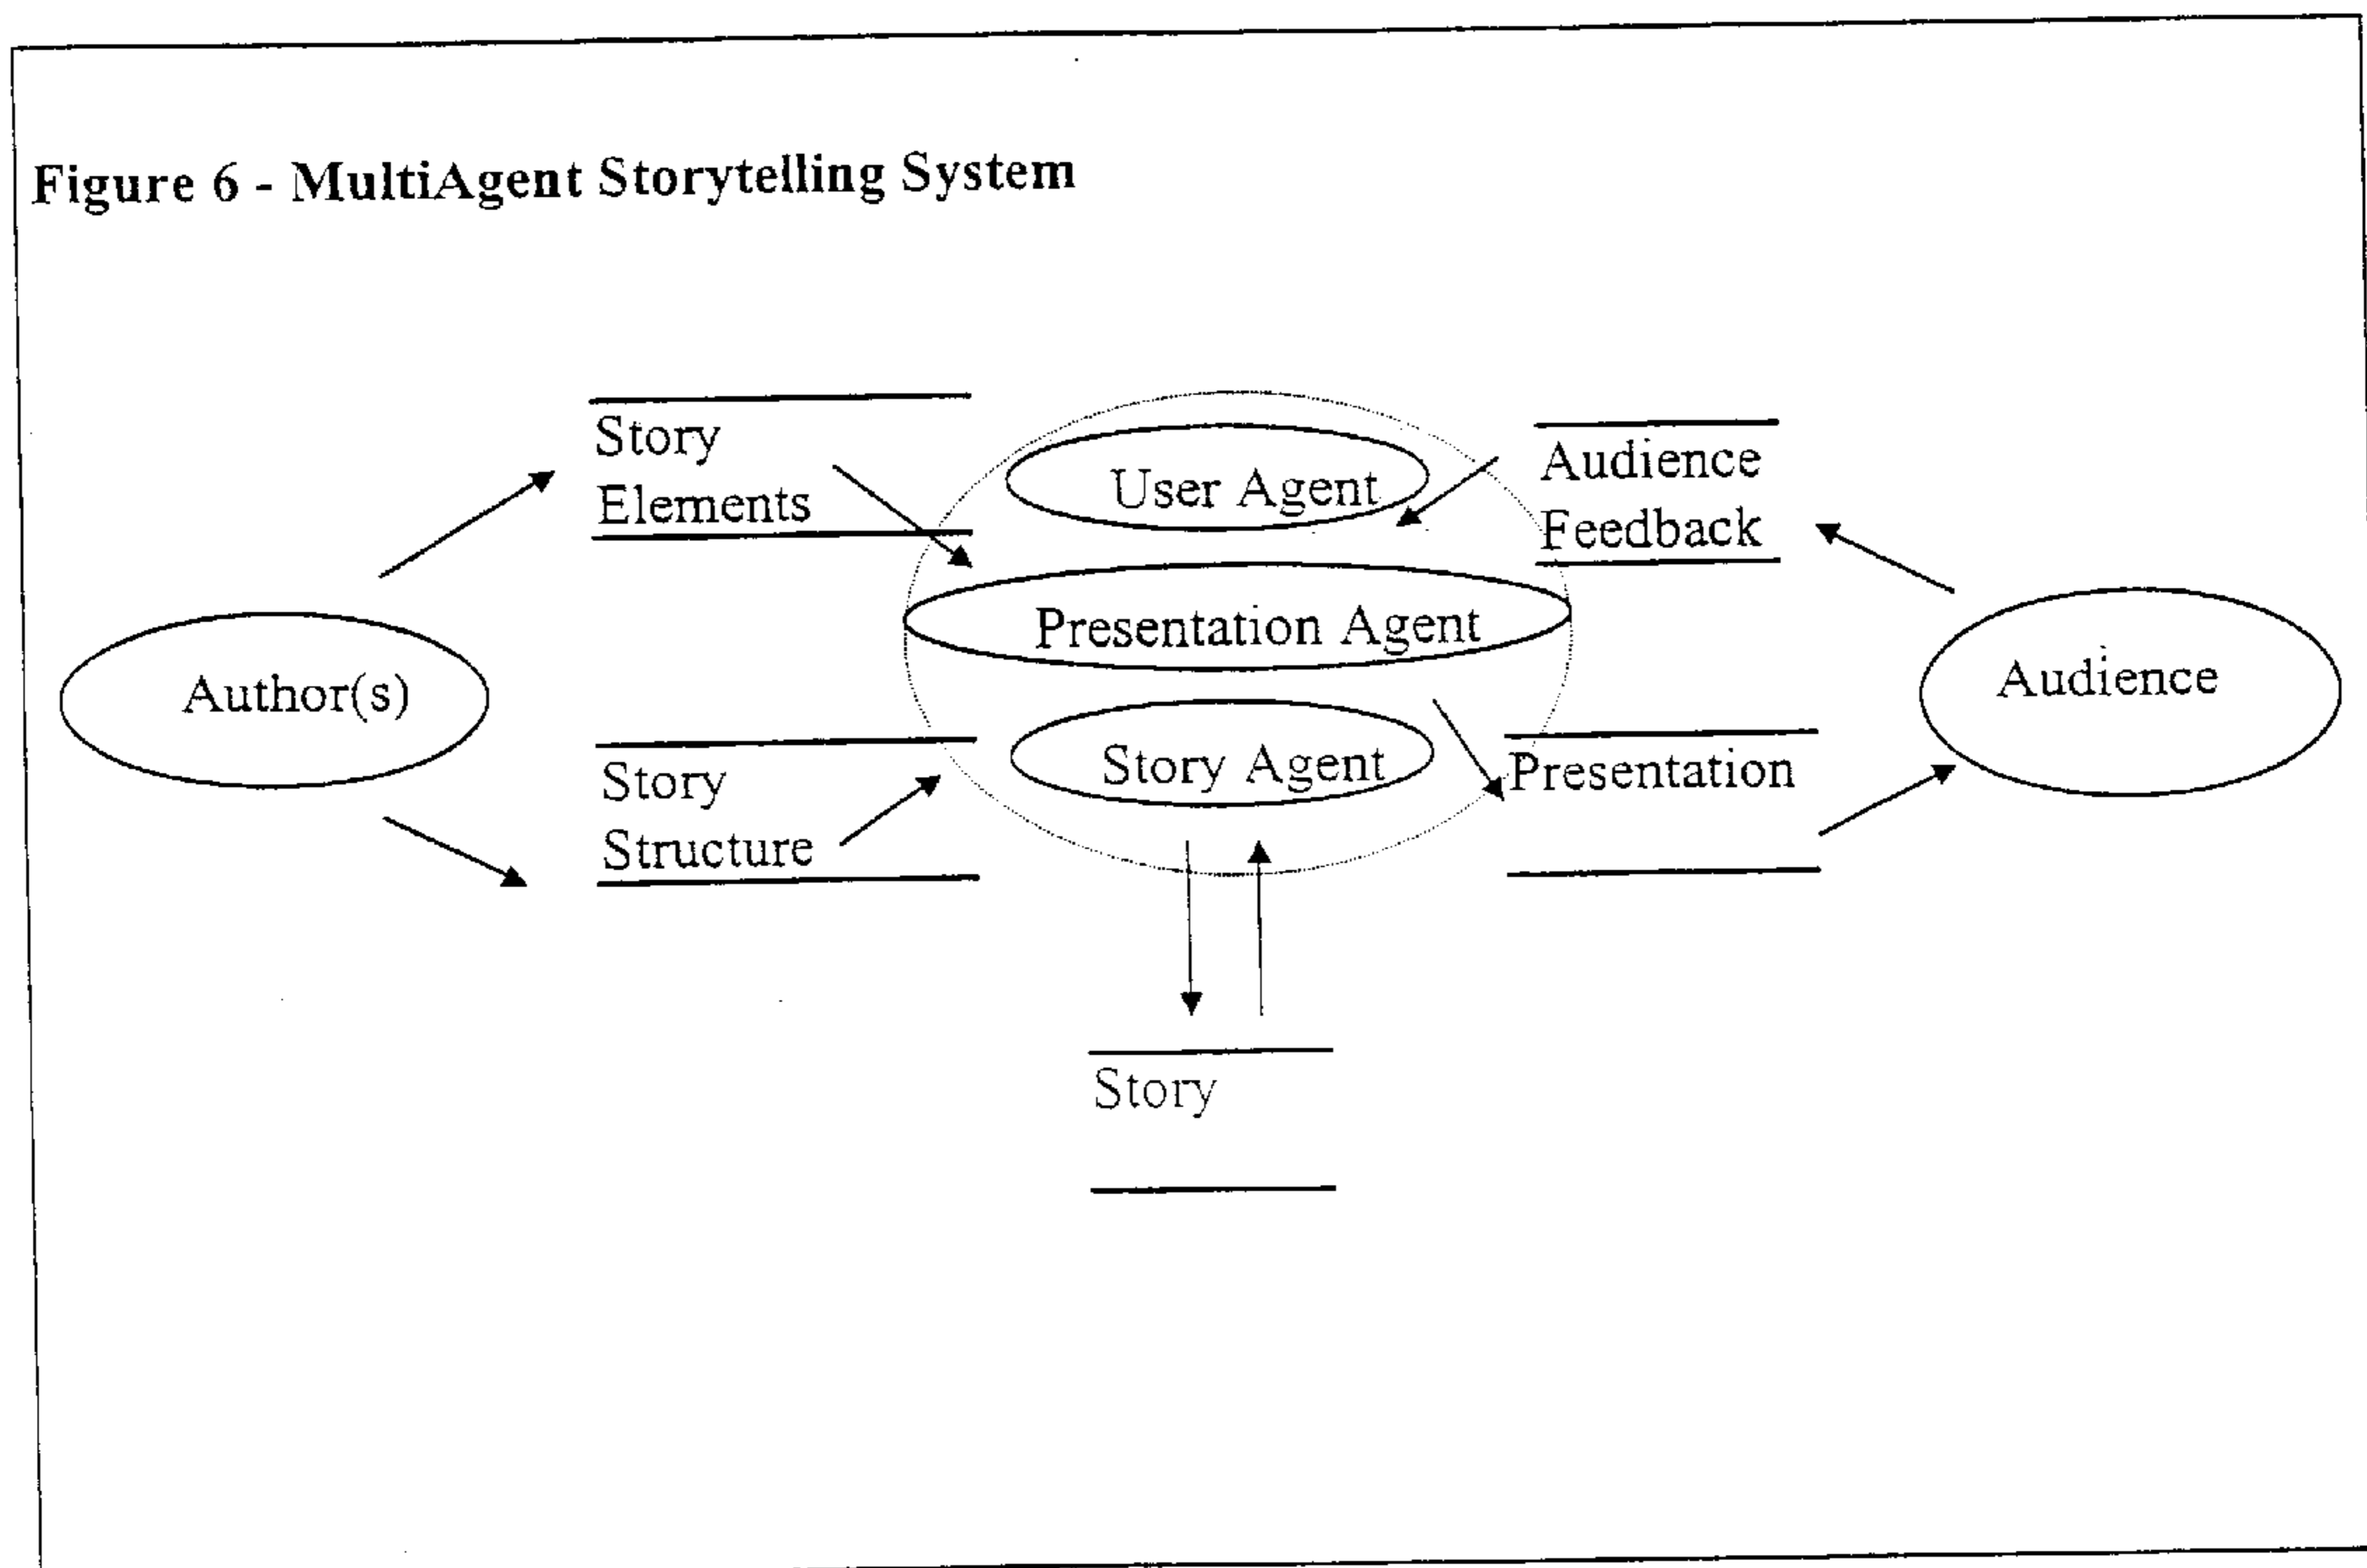 Figure 6 - MultiAgent Storytelling System
Story
Elements
User Agent
Audience
Feedback
Presentation Agent
Author(s)
Audience
Story
Structure
Story Agent
Presentation
Story